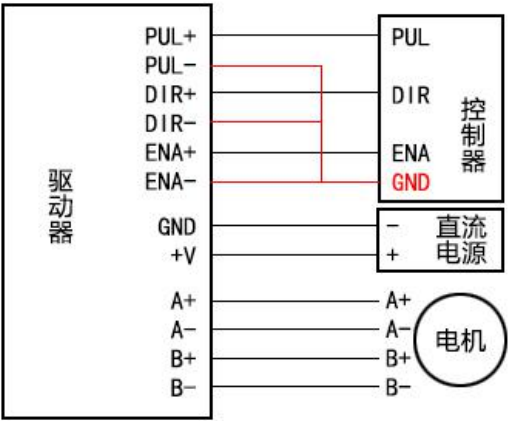 驱动器
PUL+
PUL-
DIR+
DIR-
ENA+
ENA-
GND
+V
A+
A-
B+
B-
PUL
DIR
ENA
GND
控制器
- 直流
+ 电源
A+
A-
B+
B-
电机